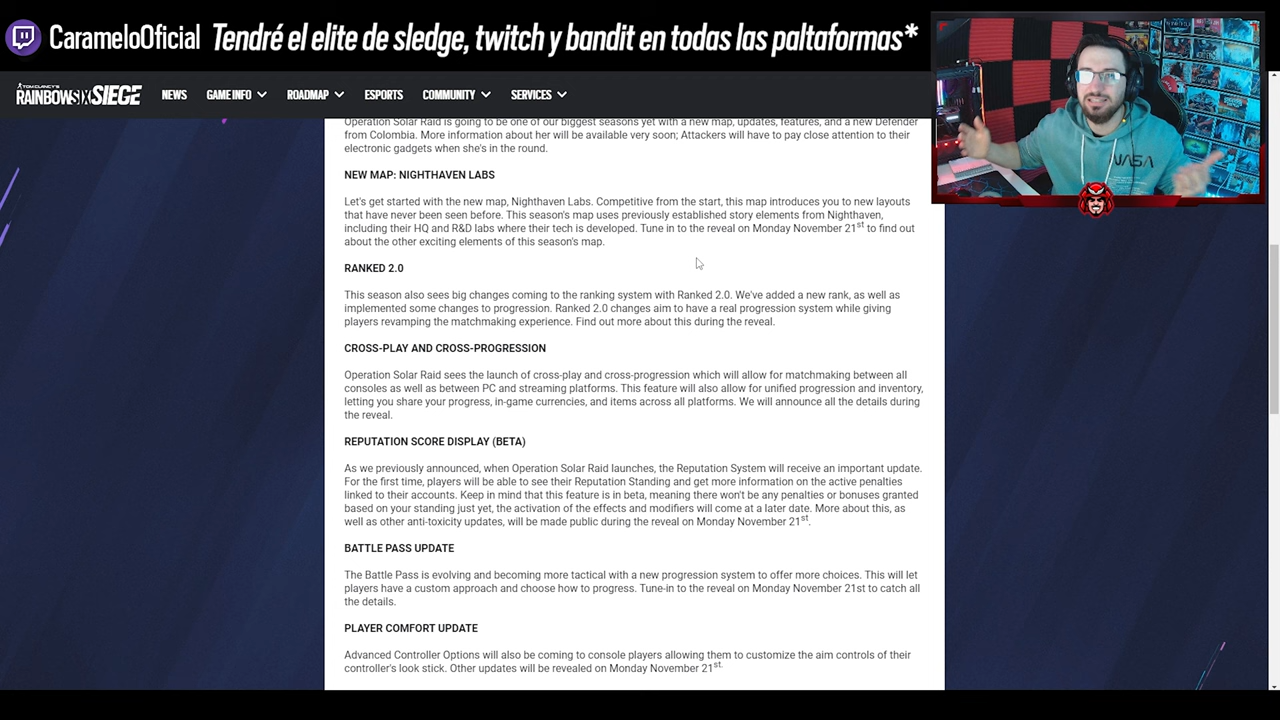 CarameloOficial Tendré el elite de sledge, twitch y bandit en todas las paltaformas*
TOM CLANCY'S
RAINBOWSIX SIEGE NEWS GAME INFO ROADMAP ESPORTS COMMUNITY SERVICES
Operation Solar Raid is going to be one of our biggest seasons yet with a new map, updates, features, and a new Defender
from Colombia. More information about her will be available very soon; Attackers will have to pay close attention to their
electronic gadgets when she's in the round.
NEW MAP: NIGHTHAVEN LABS
Let's get started with the new map, Nighthaven Labs. Competitive from the start, this map introduces you to new layouts
that have never been seen before. This season's map uses previously established story elements from Nighthaven,
including their HQ and R&D labs where their tech is developed. Tune in to the reveal on Monday November 21st to find out
about the other exciting elements of this season's map.
RANKED 2.0
This season also sees big changes coming to the ranking system with Ranked 2.0. We've added a new rank, as well as
implemented some changes to progression. Ranked 2.0 changes aim to have a real progression system while giving
players revamping the matchmaking experience. Find out more about this during the reveal.
CROSS-PLAY AND CROSS-PROGRESSION
Operation Solar Raid sees the launch of cross-play and cross-progression which will allow for matchmaking between all
consoles as well as between PC and streaming platforms. This feature will also allow for unified progression and inventory,
letting you share your progress, in-game currencies, and items across all platforms. We will announce all the details during
the reveal.
REPUTATION SCORE DISPLAY (BETA)
As we previously announced, when Operation Solar Raid launches, the Reputation System will receive an important update.
For the first time, players will be able to see their Reputation Standing and get more information on the active penalties
linked to their accounts. Keep in mind that this feature is in beta, meaning there won't be any penalties or bonuses granted
based on your standing just yet, the activation of the effects and modifiers will come at a later date. More about this, as
well as other anti-toxicity updates, will be made public during the reveal on Monday November 21st.
BATTLE PASS UPDATE
The Battle Pass is evolving and becoming more tactical with a new progression system to offer more choices. This will let
players have a custom approach and choose how to progress. Tune-in to the reveal on Monday November 21st to catch all
the details.
PLAYER COMFORT UPDATE
Advanced Controller Options will also be coming to console players allowing them to customize the aim controls of their
controller's look stick. Other updates will be revealed on Monday November 21st.
NASA